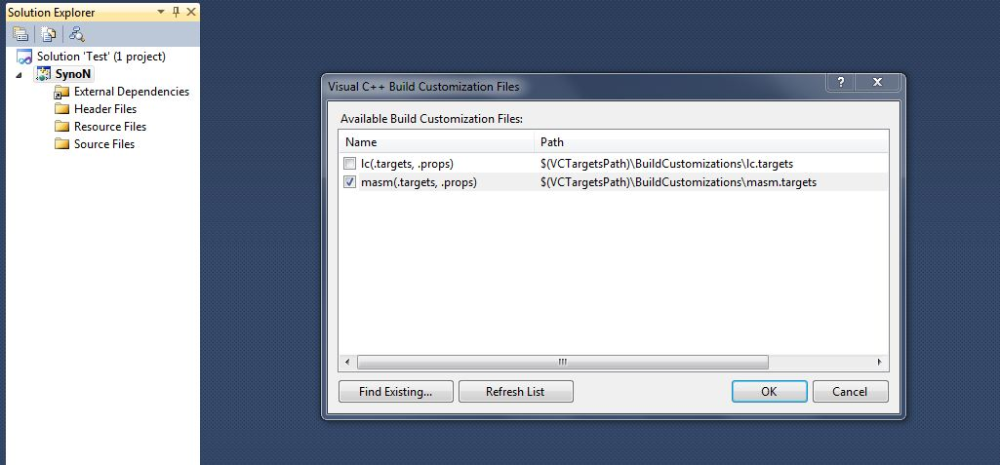 Solution Explorer
Solution 'Test' (1 project)
SynoN
External Dependencies
Header Files
Resource Files
Source Files
Visual C++ Build Customization Files
?
Available Build Customization Files:
Name Path
lc(.targets, .props) $(VCTargetsPath)\BuildCustomizations\lc.targets
masm(.targets, .props) $(VCTargetsPath)\BuildCustomizations\masm.targets
Find Existing... Refresh List OK Cancel